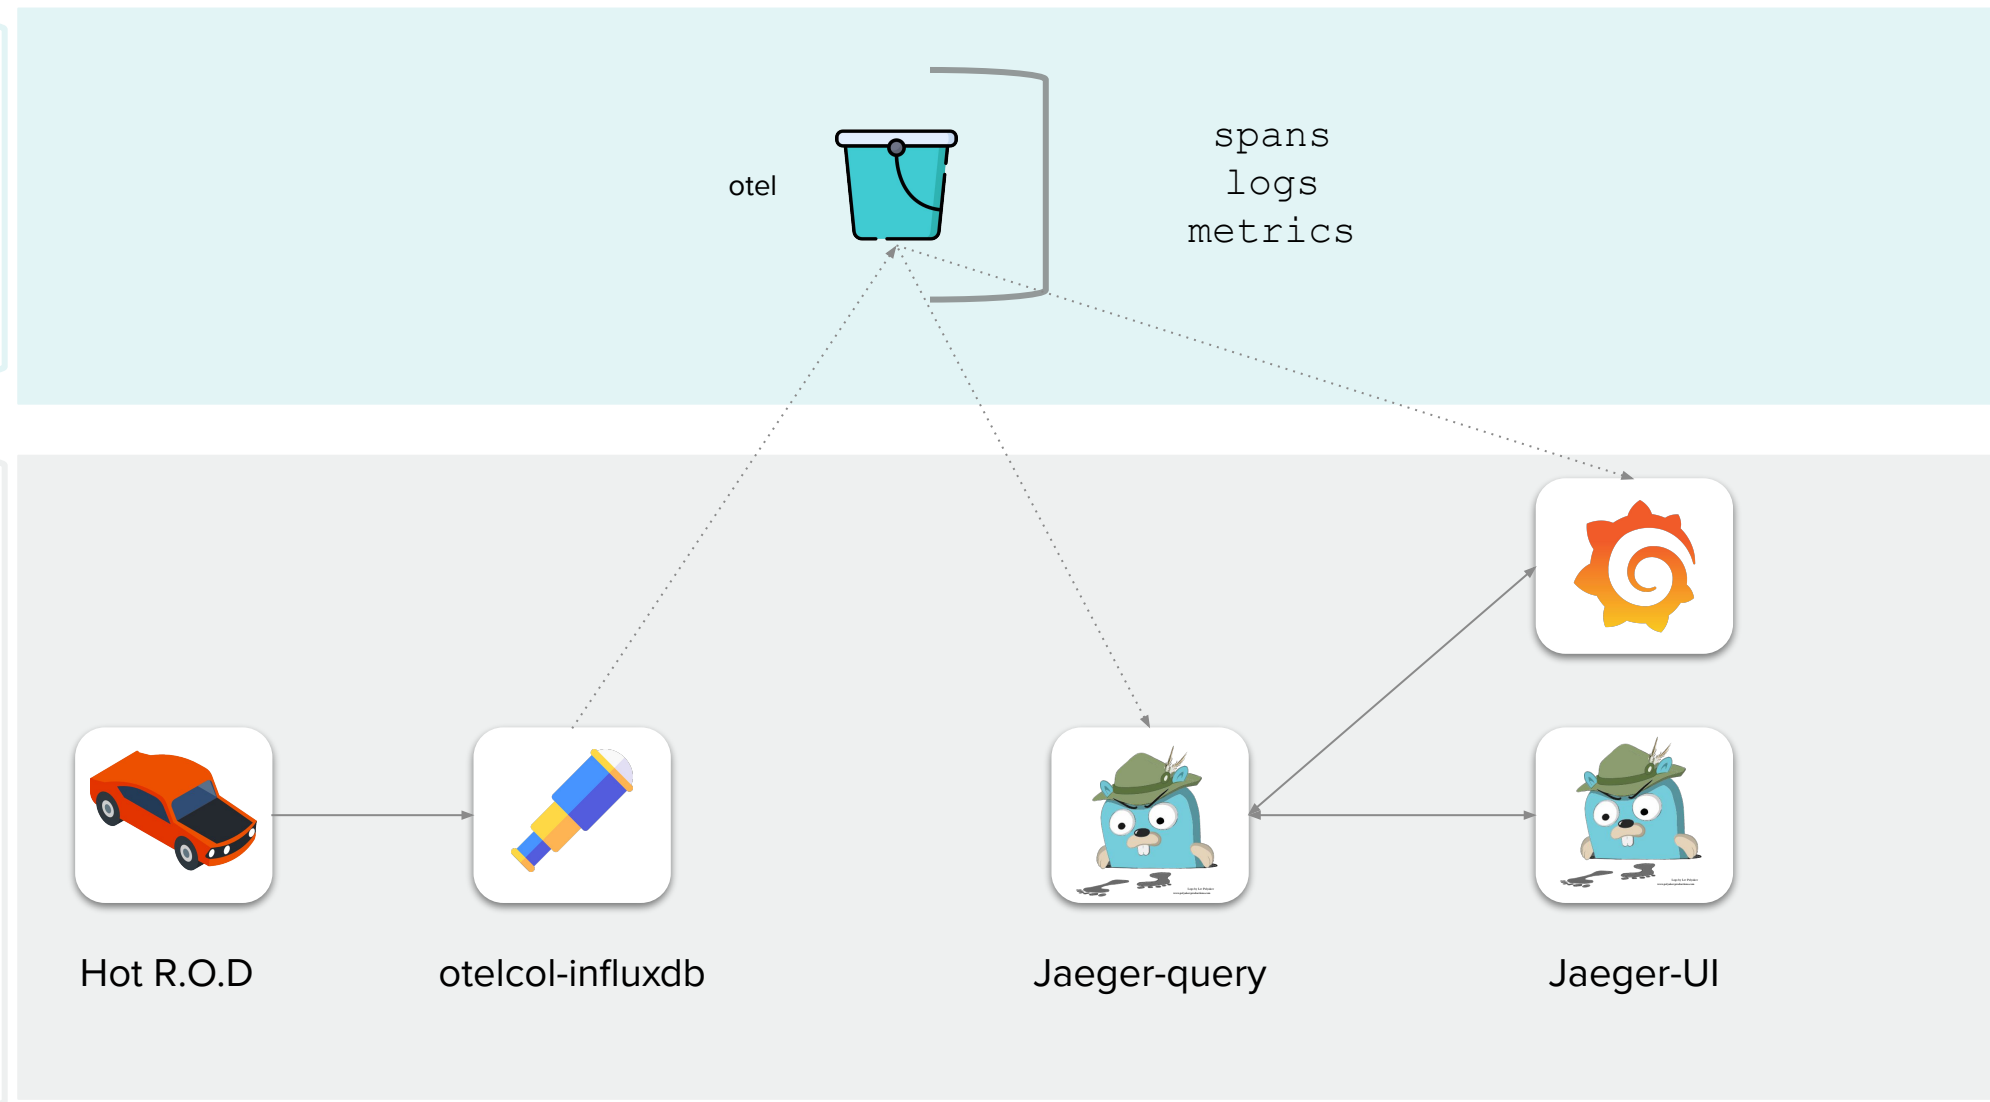 otel
spans
logs
metrics
Hot R.O.D
otelcol-influxdb
Jaeger-query
Jaeger-UI